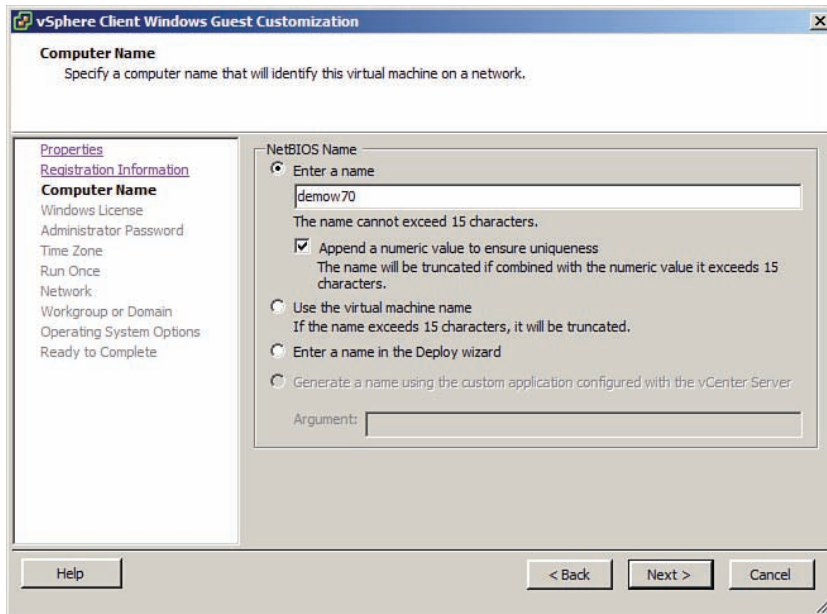 vSphere Client Windows Guest Customization
Computer Name
Specify a computer name that will identify this virtual machine on a network.
Properties
Registration Information
Computer Name
Windows License
Administrator Password
Time Zone
Run Once
Network
Workgroup or Domain
Operating System Options
Ready to Complete
NetBIOS Name
Enter a name
demow70
The name cannot exceed 15 characters.
Append a numeric value to ensure uniqueness
The name will be truncated if combined with the numeric value it exceeds 15
characters.
Use the virtual machine name
If the name exceeds 15 characters, it will be truncated.
Enter a name in the Deploy wizard
Generate a name using the custom application configured with the vCenter Server
Argument:
Help
< Back
Next >
Cancel